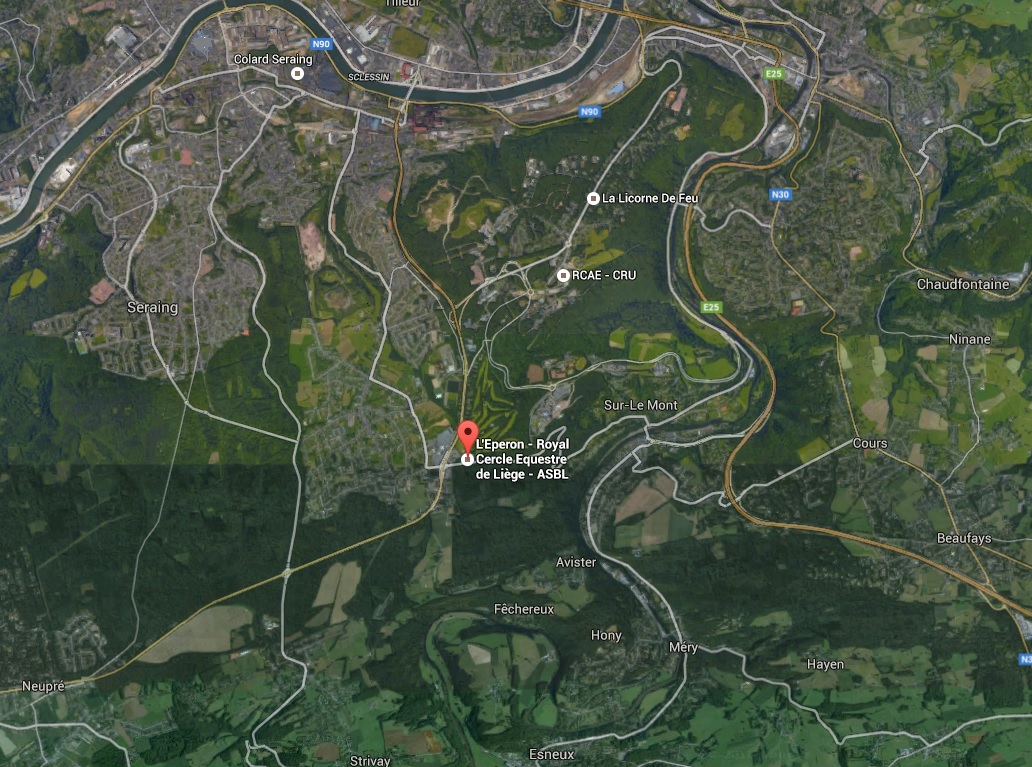 Tilleur
N90
Colard Seraing
SCLESSIN
E25
N90
La Licorne De Feu
N30
RCAE - CRU
Chaudfontaine
Seraing
E25
Ninane
Sur-Le Mont
L'Eperon - Royal
Cercle Equestre
de Liège - ASBL
Cours
Beaufays
Avister
Fêchereux
Hony
Méry
Hayen
Neupré
Esneux
Strivay